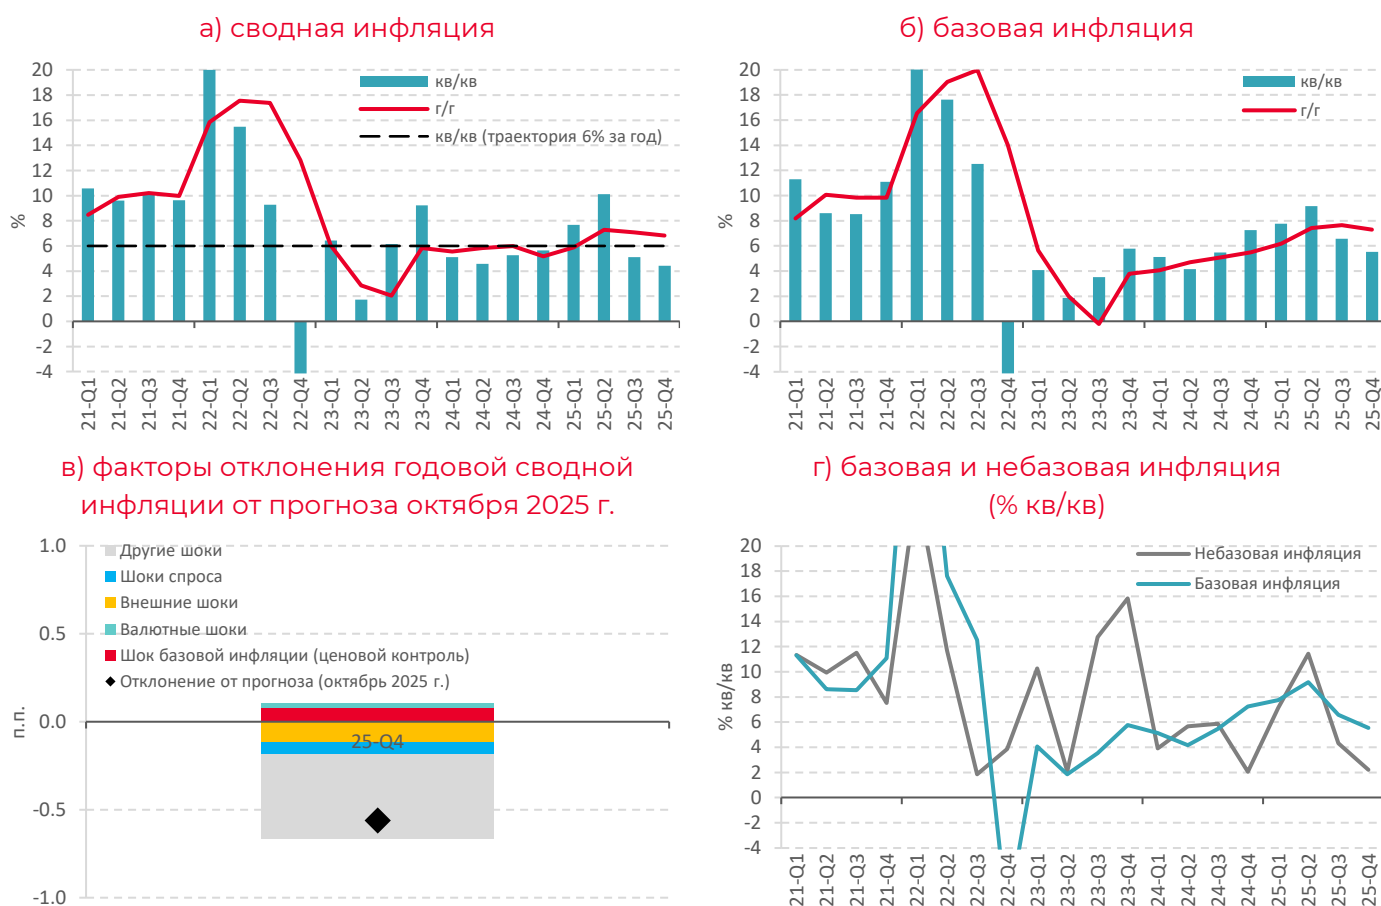 а) сводная инфляция
20
18
16
14
12
10
8
6
4
2
0
-2
-4
%
кв/кв
г/г
кв/кв (траектория 6% за год)
21-Q1
21-Q2
21-Q3
21-Q4
22-Q1
22-Q2
22-Q3
22-Q4
23-Q1
23-Q2
23-Q3
23-Q4
24-Q1
24-Q2
24-Q3
24-Q4
25-Q1
25-Q2
25-Q3
25-Q4
б) базовая инфляция
20
18
16
14
12
10
8
6
4
2
0
-2
-4
%
кв/кв
г/г
21-Q1
21-Q2
21-Q3
21-Q4
22-Q1
22-Q2
22-Q3
22-Q4
23-Q1
23-Q2
23-Q3
23-Q4
24-Q1
24-Q2
24-Q3
24-Q4
25-Q1
25-Q2
25-Q3
25-Q4
в) факторы отклонения годовой сводной
инфляции от прогноза октября 2025 г.
1.0
0.5
0.0
-0.5
-1.0
п.п.
Другие шоки
Шоки спроса
Внешние шоки
Валютные шоки
Шок базовой инфляции (ценовой контроль)
Отклонение от прогноза (октябрь 2025 г.)
25-Q4
г) базовая и небазовая инфляция
(% кв/кв)
20
18
16
14
12
10
8
6
4
2
0
-2
-4
% кв/кв
Небазовая инфляция
Базовая инфляция
21-Q1
21-Q2
21-Q3
21-Q4
22-Q1
22-Q2
22-Q3
22-Q4
23-Q1
23-Q2
23-Q3
23-Q4
24-Q1
24-Q2
24-Q3
24-Q4
25-Q1
25-Q2
25-Q3
25-Q4